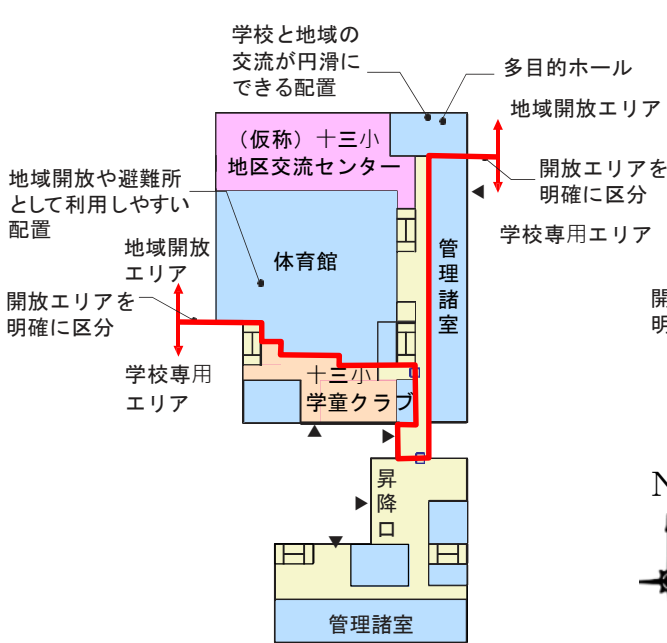 学校と地域の
交流が円滑に
できる配置
多目的ホール
地域開放エリア
（仮称）十三小
地区交流センター
開放エリアを
明確に区分
地域開放や避難所
として利用しやすい
配置
学校専用エリア
地域開放
エリア
体育館
管理諸室
開放エリアを
明確に区分
開
明
学校専用
エリア
十三小
学童クラブ
昇降口
N
管理諸室